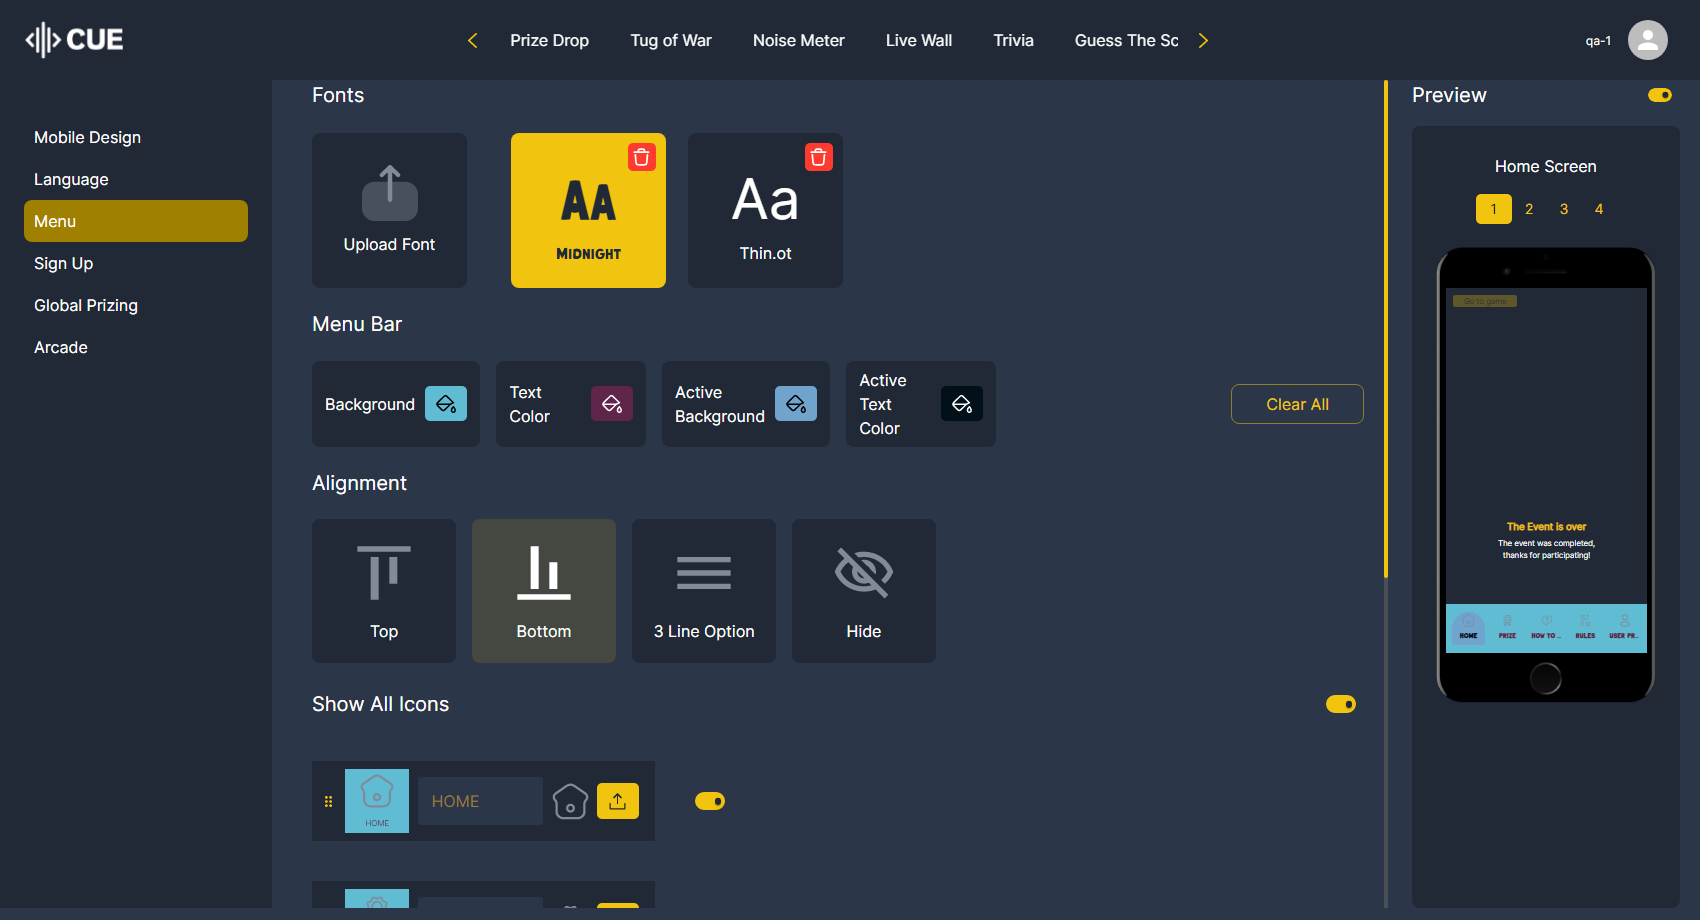 CUE
Prize Drop
Tug of War
Noise Meter
Live Wall
Trivia
Guess The Sc
qa-1
Mobile Design
Language
Menu
Sign Up
Global Prizing
Arcade
Fonts
Upload Font
AA
MIDNIGHT
Aa
Thin.ot
Menu Bar
Background
Text
Color
Active
Background
Active
Text
Color
Clear All
Alignment
Top
Bottom
3 Line Option
Hide
Show All Icons
HOME
HOME
Preview
Home Screen
1 2 3 4
Go to game
The Event is over
The event was completed,
thanks for participating!
HOME
PRIZE
HOW TO ..
RULES
USER PR..